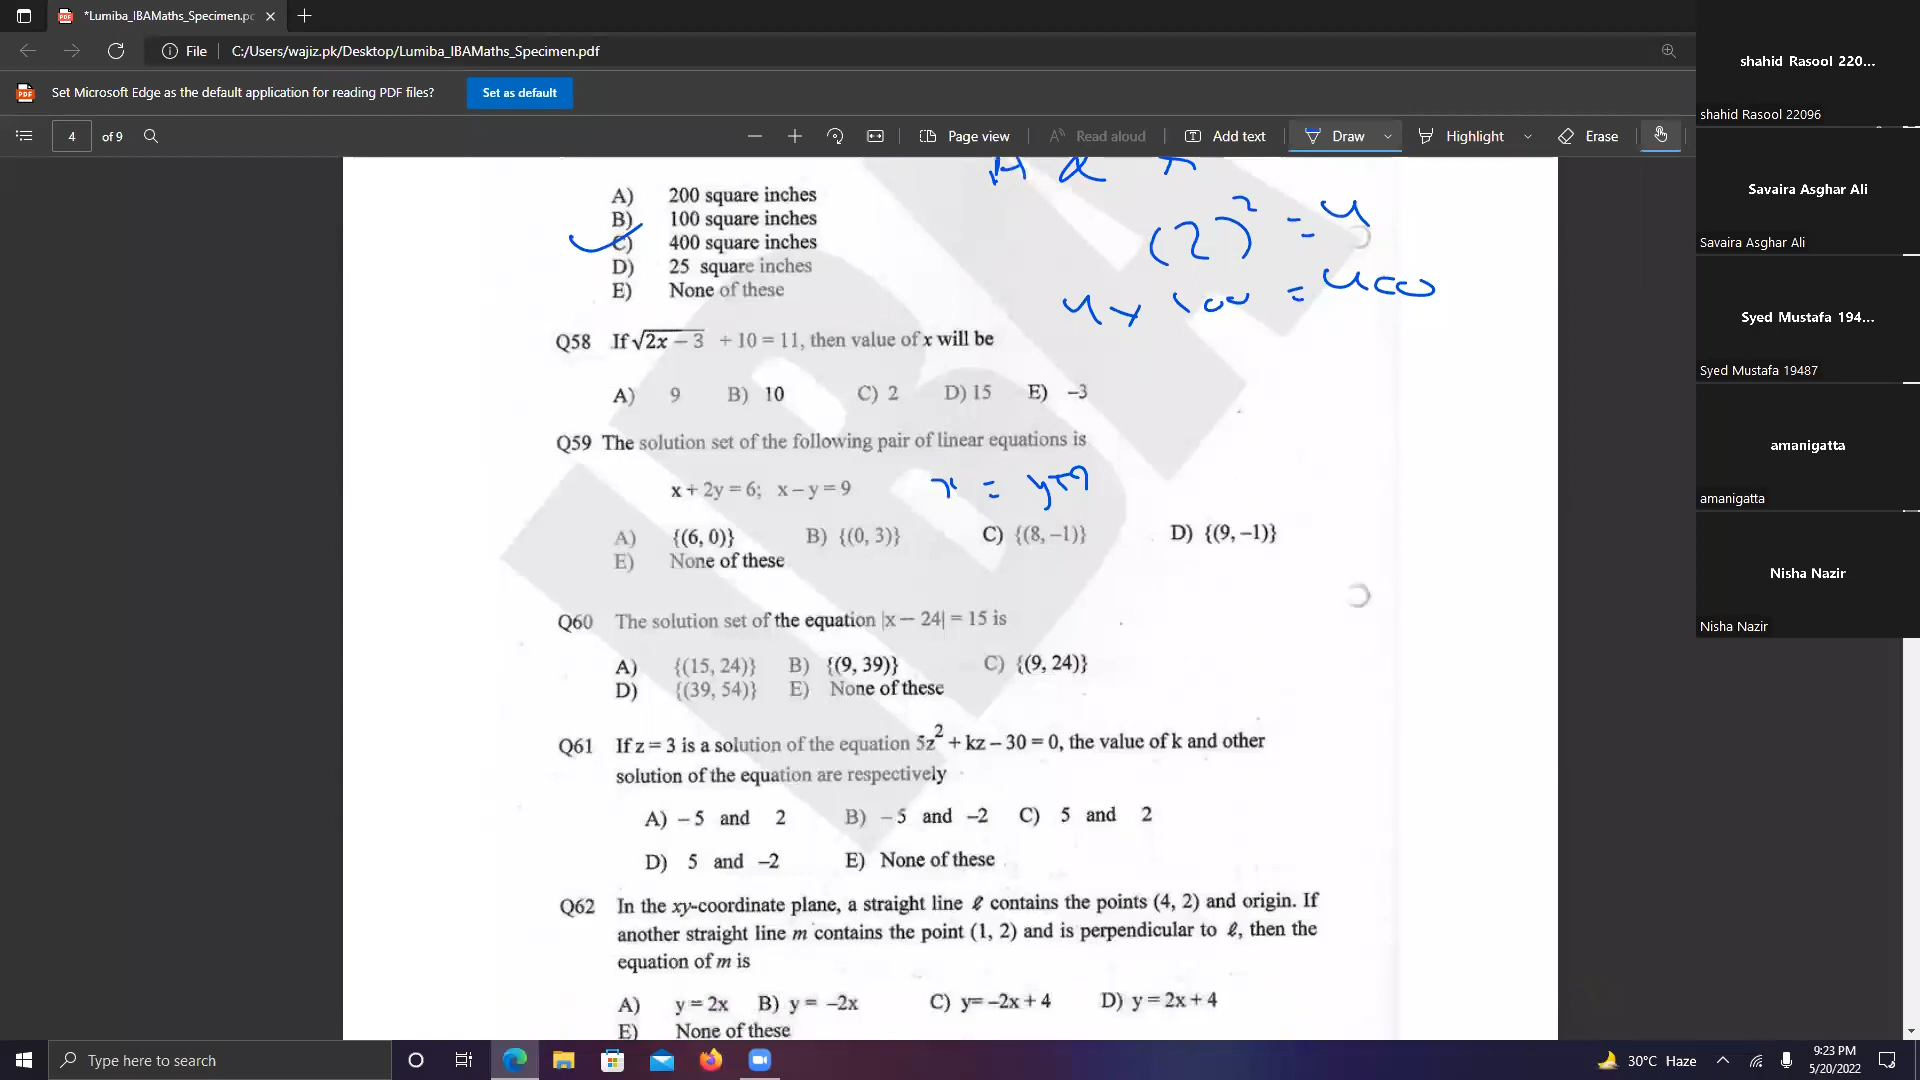 *Lumiba_IBAMaths_Specimen.pc
File C:/Users/wajiz.pk/Desktop/Lumiba_IBAMaths_Specimen.pdf
Set Microsoft Edge as the default application for reading PDF files? Set as default
4 of 9 Page view Read aloud Add text Draw Highlight Erase
A) 200 square inches
B) 100 square inches
C) 400 square inches
D) 25 square inches
E) None of these
(2)² = 4
4 x 100 = 400
Q58 If √2x – 3 + 10 = 11, then value of x will be
A) 9 B) 10 C) 2 D) 15 E) –3
Q59 The solution set of the following pair of linear equations is
x + 2y = 6; x – y = 9 x = y+9
A) {(6, 0)} B) {(0, 3)} C) {(8, –1)} D) {(9, –1)}
E) None of these
Q60 The solution set of the equation |x – 24| = 15 is
A) {(15, 24)} B) {(9, 39)} C) {(9, 24)}
D) {(39, 54)} E) None of these
Q61 If z = 3 is a solution of the equation 5z² + kz – 30 = 0, the value of k and other
solution of the equation are respectively
A) – 5 and 2 B) – 5 and –2 C) 5 and 2
D) 5 and –2 E) None of these
Q62 In the xy-coordinate plane, a straight line ℓ contains the points (4, 2) and origin. If
another straight line m contains the point (1, 2) and is perpendicular to ℓ, then the
equation of m is
A) y = 2x B) y = –2x C) y= –2x + 4 D) y = 2x + 4
E) None of these
shahid Rasool 220...
shahid Rasool 22096
Savaira Asghar Ali
Savaira Asghar Ali
Syed Mustafa 194...
Syed Mustafa 19487
amanigatta
amanigatta
Nisha Nazir
Nisha Nazir
Type here to search
30°C Haze
9:23 PM
5/20/2022